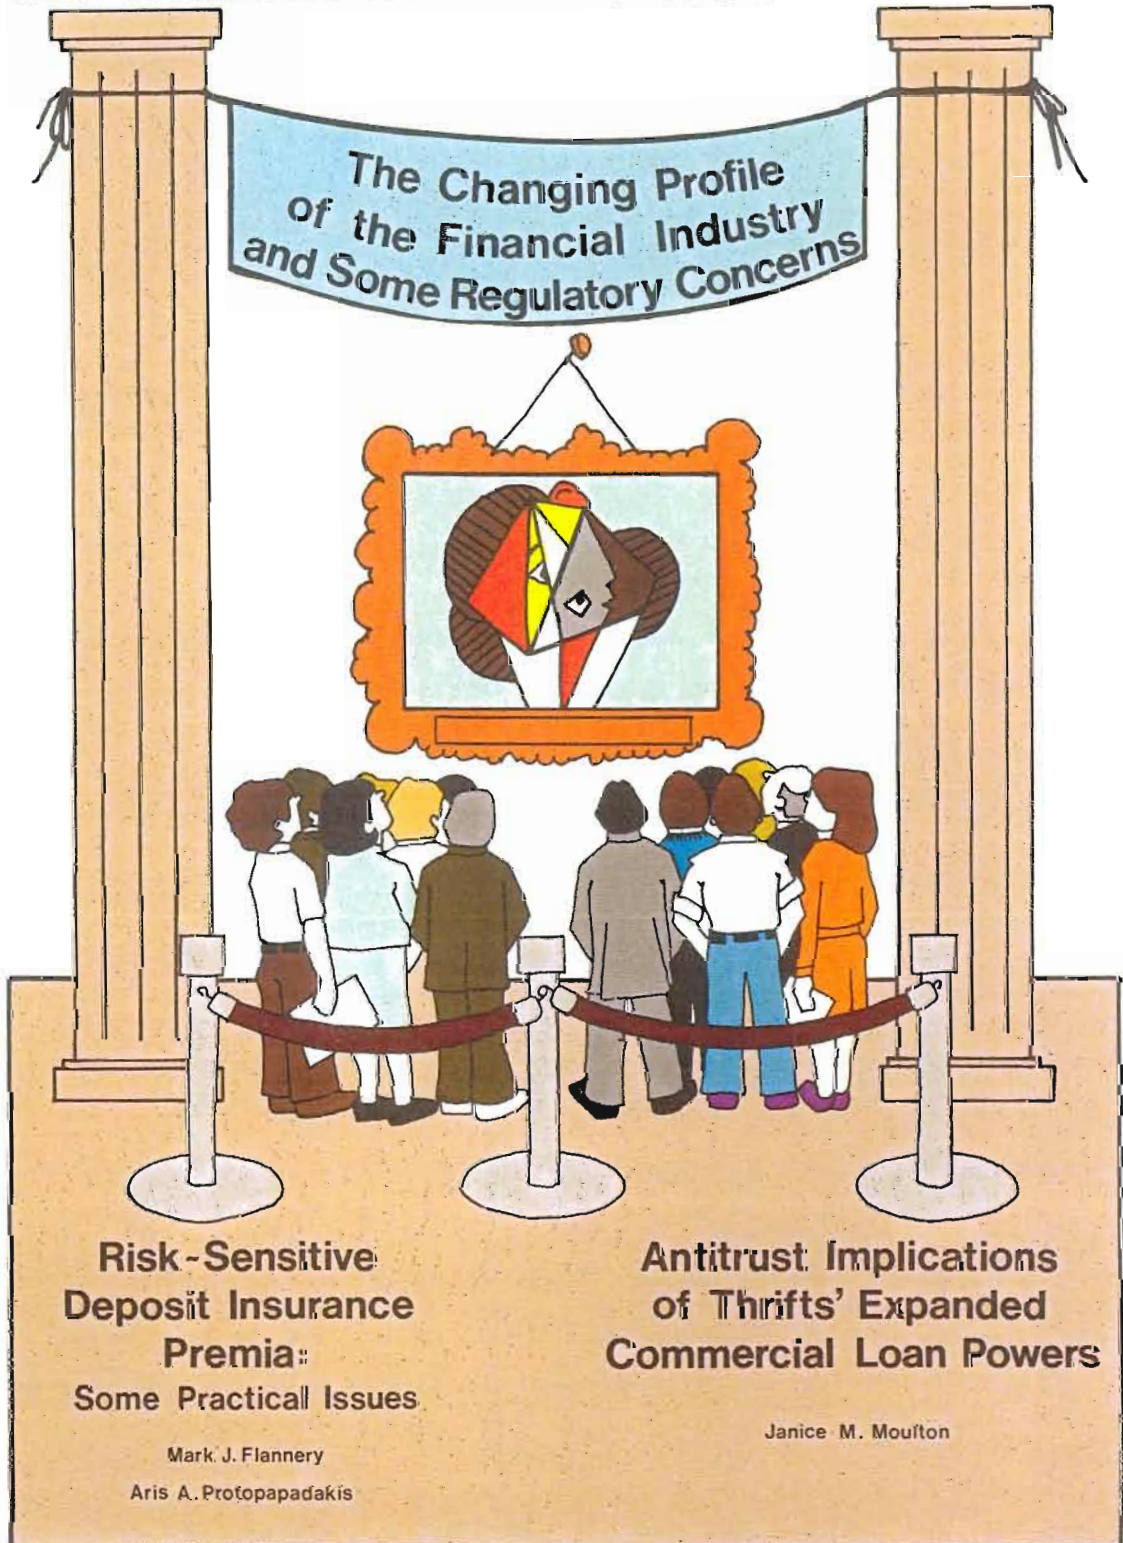 The Changing Profile
of the Financial Industry
and Some Regulatory Concerns
Risk-Sensitive
Deposit Insurance
Premia:
Some Practical Issues
Mark J. Flannery
Aris A. Protopapadakis
Antitrust Implications
of Thrifts' Expanded
Commercial Loan Powers
Janice M. Moulton